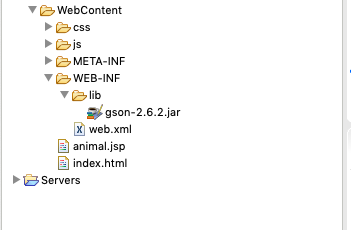 WebContent
css
js
META-INF
WEB-INF
lib
gson-2.6.2.jar
web.xml
animal.jsp
index.html
Servers